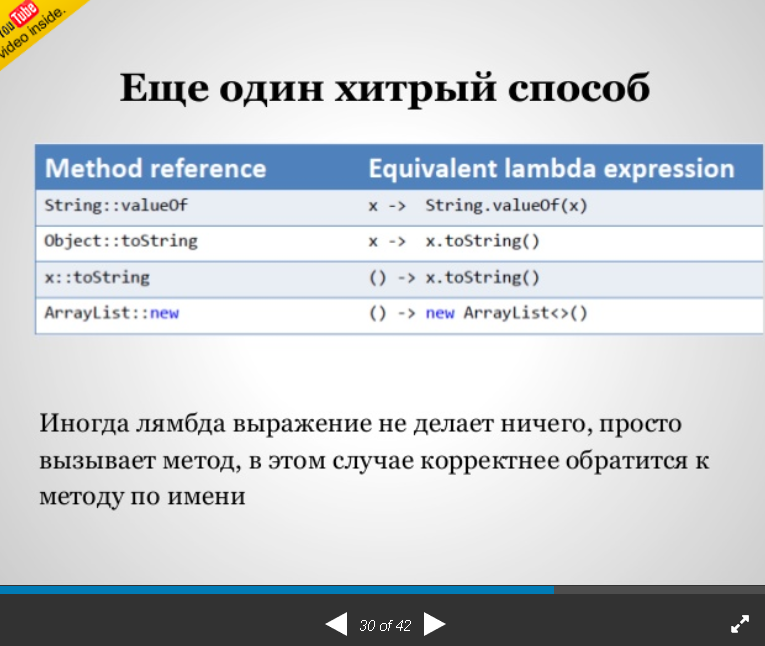 You Tube
video inside.
Еще один хитрый способ
Method reference Equivalent lambda expression
String::valueOf x -> String.valueOf(x)
Object::toString x -> x.toString()
x::toString () -> x.toString()
ArrayList::new () -> new ArrayList<>()
Иногда лямбда выражение не делает ничего, просто
вызывает метод, в этом случае корректнее обратится к
методу по имени
30 of 42